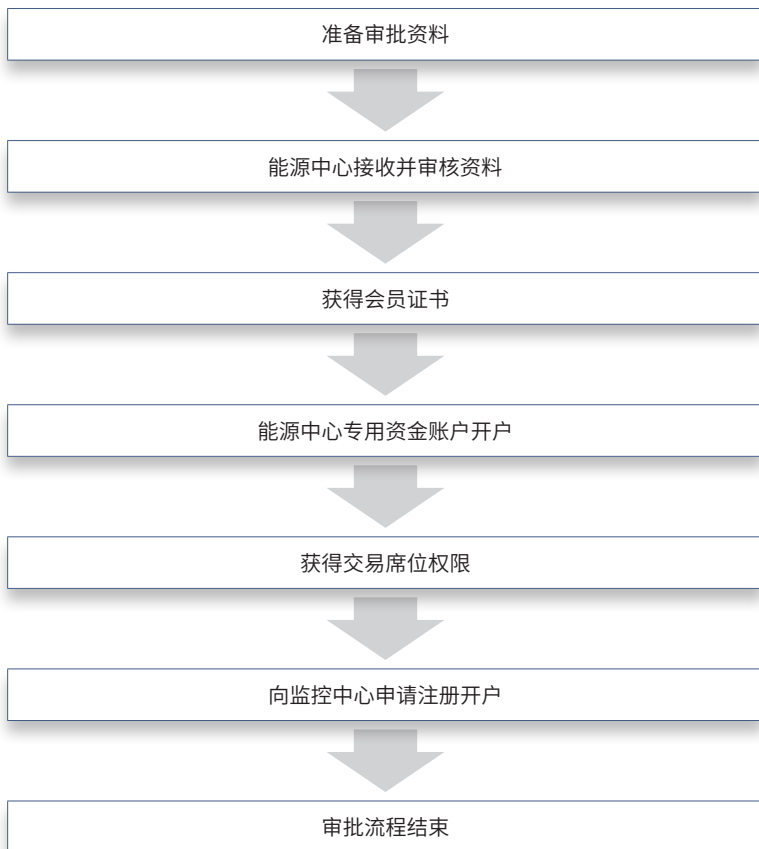 准备审批资料
能源中心接收并审核资料
获得会员证书
能源中心专用资金账户开户
获得交易席位权限
向监控中心申请注册开户
审批流程结束